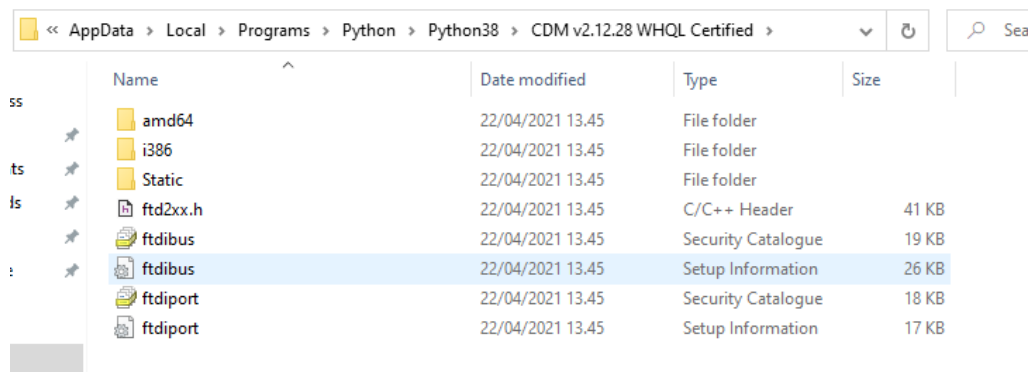 « AppData > Local > Programs > Python > Python38 > CDM v2.12.28 WHQL Certified > Sea
Name Date modified Type Size
ss
amd64 22/04/2021 13.45 File folder
i386 22/04/2021 13.45 File folder
ts
Static 22/04/2021 13.45 File folder
ds
ftd2xx.h 22/04/2021 13.45 C/C++ Header 41 KB
ftdibus 22/04/2021 13.45 Security Catalogue 19 KB
ftdibus 22/04/2021 13.45 Setup Information 26 KB
ftdiport 22/04/2021 13.45 Security Catalogue 18 KB
ftdiport 22/04/2021 13.45 Setup Information 17 KB